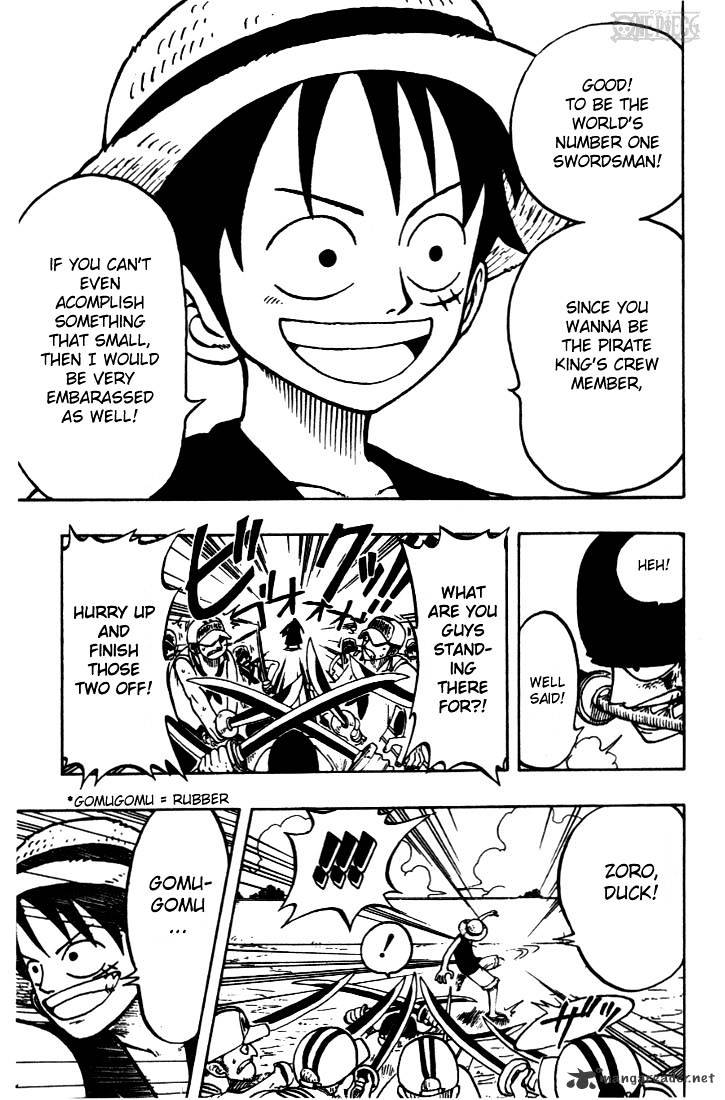 ONE PIECE
GOOD!
TO BE THE
WORLD'S
NUMBER ONE
SWORDSMAN!
SINCE YOU
WANNA BE
THE PIRATE
KING'S CREW
MEMBER,
IF YOU CAN'T
EVEN
ACOMPLISH
SOMETHING
THAT SMALL,
THEN I WOULD
BE VERY
EMBARASSED
AS WELL!
HEH!
WELL
SAID!
WHAT
ARE YOU
GUYS
STAND-
ING
THERE
FOR?!
HURRY UP
AND
FINISH
THOSE
TWO OFF!
*GOMUGOMU = RUBBER
ZORO,
DUCK!
!
!!!
GOMU-
GOMU
...
mangareader.net